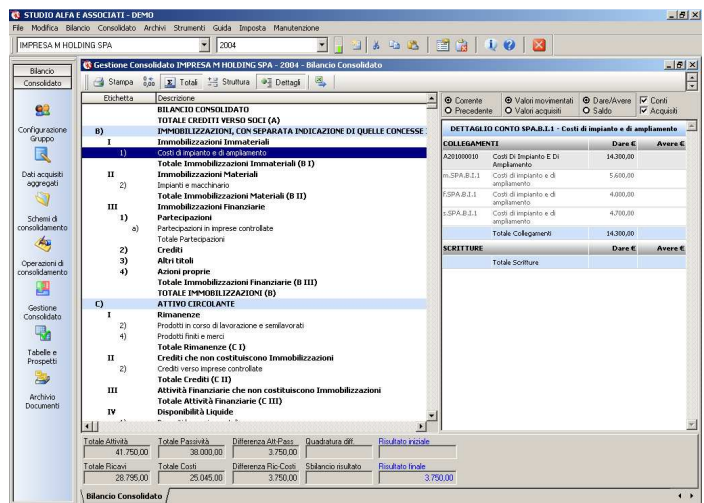 STUDIO ALFA E ASSOCIATI - DEMO
File Modifica Bilancio Consolidato Archivi Strumenti Guida Imposta Manutenzione
IMPRESA M HOLDING SPA 2004
Bilancio
Consolidato
Configurazione Gruppo
Dati acquisiti aggregati
Schemi di consolidamento
Operazioni di consolidamento
Gestione Consolidato
Tabelle e Prospetti
Archivio Documenti
Gestione Consolidato IMPRESA M HOLDING SPA - 2004 - Bilancio Consolidato
Stampa Totali Struttura Dettagli
Etichetta Descrizione
BILANCIO CONSOLIDATO
TOTALE CREDITI VERSO SOCI (A)
B) IMMOBILIZZAZIONI, CON SEPARATA INDICAZIONE DI QUELLE CONCESSE
I Immobilizzazioni Immateriali
1) Costi di impianto e di ampliamento
Totale Immobilizzazioni Immateriali (B I)
II Immobilizzazioni Materiali
2) Impianti e macchinario
Totale Immobilizzazioni Materiali (B II)
III Immobilizzazioni Finanziarie
1) Partecipazioni
a) Partecipazioni in imprese controllate
Totale Partecipazioni
2) Crediti
3) Altri titoli
4) Azioni proprie
Totale Immobilizzazioni Finanziarie (B III)
TOTALE IMMOBILIZZAZIONI (B)
C) ATTIVO CIRCOLANTE
I Rimanenze
2) Prodotti in corso di lavorazione e semilavorati
4) Prodotti finiti e merci
Totale Rimanenze (C I)
II Crediti che non costituiscono Immobilizzazioni
2) Crediti verso imprese controllate
Totale Crediti (C II)
III Attività Finanziarie che non costituiscono Immobilizzazioni
Totale Attività Finanziarie (C III)
IV Disponibilità Liquide
Corrente Valori movimentati Dare/Avere Conti
Precedente Valori acquisiti Saldo Acquisiti
DETTAGLIO CONTO SPA.B.I.1 - Costi di impianto e di ampliamento
COLLEGAMENTI Dare € Avere €
A201000010 Costi Di Impianto E Di Ampliamento 14.300,00
m.SPA.B.I.1 Costi di impianto e di ampliamento 5.600,00
f.SPA.B.I.1 Costi di impianto e di ampliamento 4.000,00
s.SPA.B.I.1 Costi di impianto e di ampliamento 4.700,00
Totale Collegamenti 14.300,00
SCRITTURE Dare € Avere €
Totale Scritture
Totale Attività Totale Passività Differenza Att-Pass Quadratura diff. Risultato iniziale
41.750,00 38.000,00 3.750,00
Totale Ricavi Totale Costi Differenza Ric-Costi Sbilancio risultato Risultato finale
28.795,00 25.045,00 3.750,00 3.750,00
Bilancio Consolidato